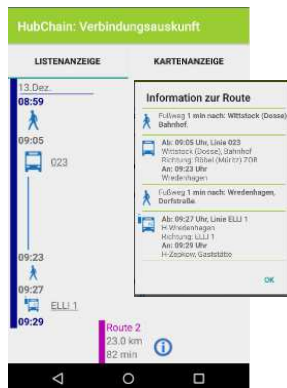 HubChain: Verbindungsauskunft
LISTENANZEIGE
KARTENANZEIGE
13.Dez.
08:59
09:05
023
09:23
09:27
ELLI 1
09:29
Route 2
23.0 km
82 min
Information zur Route
Fußweg 1 min nach: Wittstock (Dosse),
Bahnhof.
Ab: 09:05 Uhr, Linie 023
Wittstock (Dosse), Bahnhof
Richtung: Röbel (Müritz) ZOB
An: 09:23 Uhr
Wredenhagen
Fußweg 1 min nach: Wredenhagen,
Dorfstraße.
Ab: 09:27 Uhr, Linie ELLI 1
H-Wredenhagen
Richtung: ELLI 1
An: 09:29 Uhr
H-Zepkow, Gaststätte
OK